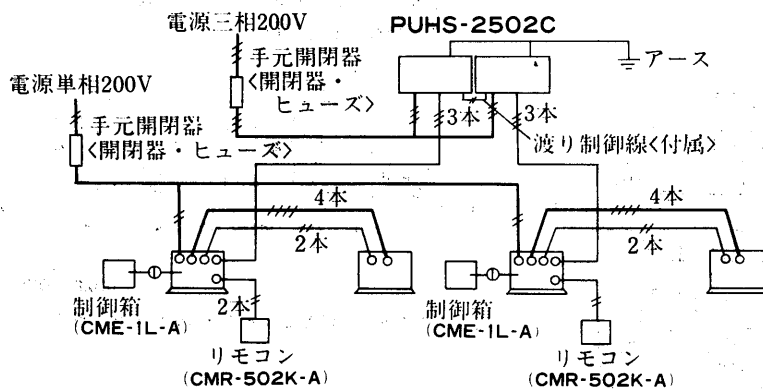 電源三相200V
PUHS-2502C
手元開閉器
<開閉器・
ヒューズ>
アース
電源単相200V
手元開閉器
<開閉器・ヒューズ>
3本
3本
渡り制御線<付属>
4本
2本
4本
2本
制御箱
(CME-1L-A)
2本
リモコン
(CMR-502K-A)
制御箱
(CME-1L-A)
リモコン
(CMR-502K-A)